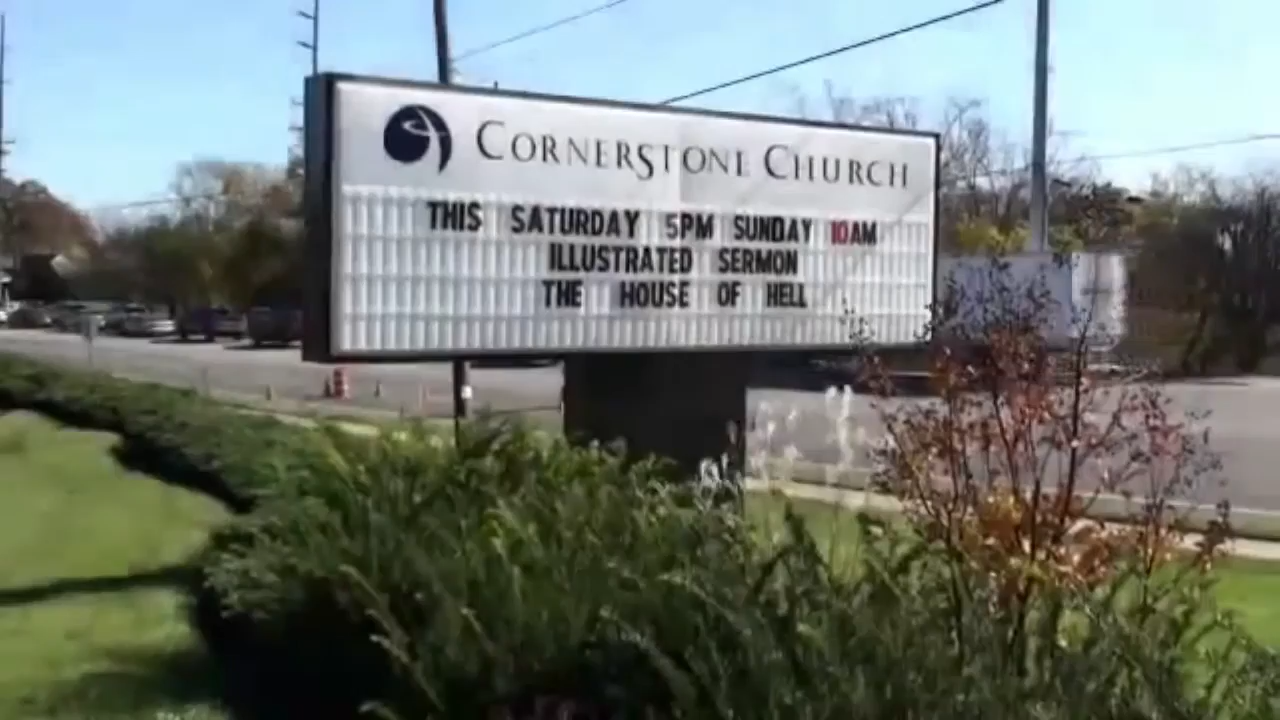 CORNERSTONE CHURCH
THIS SATURDAY 5PM SUNDAY 10AM
ILLUSTRATED SERMON
THE HOUSE OF HELL